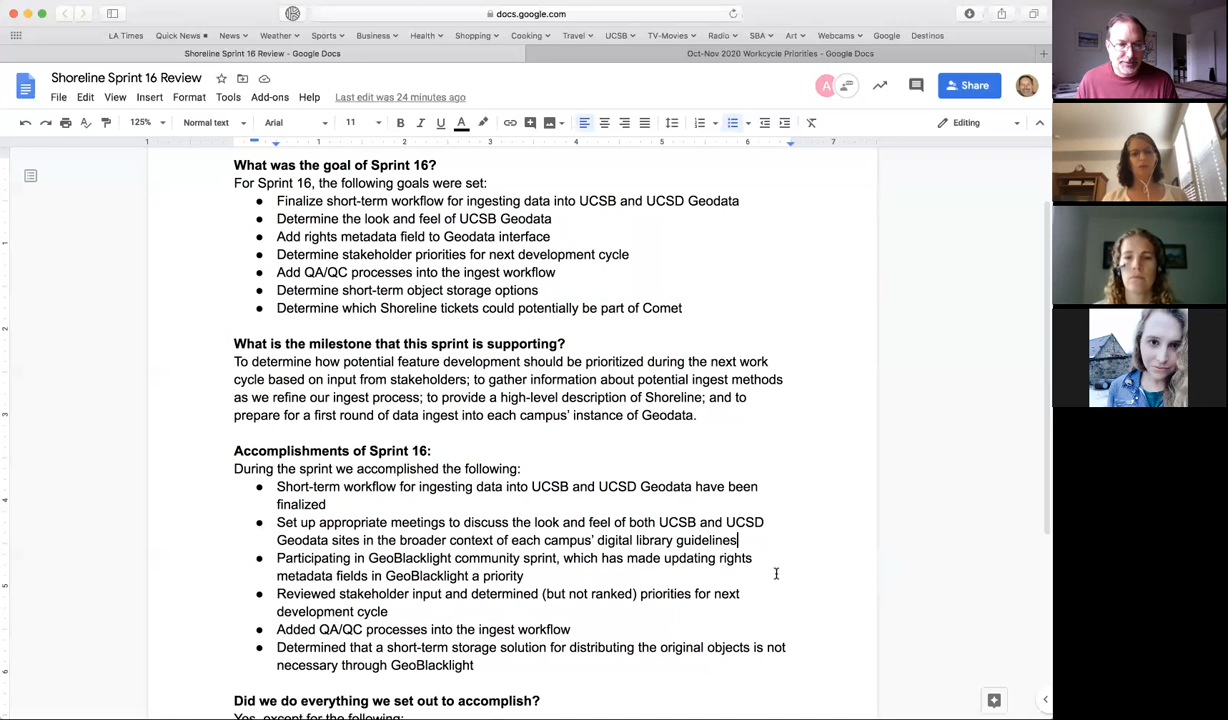 docs.google.com
LA Times Quick News Weather Sports Business Health Shopping Cooking Travel UCSB TV-Movies Radio SBA Art Webcams Google Destinos
Shoreline Sprint 16 Review - Google Docs
Oct-Nov 2020 Workcycle Priorities - Google Docs
Shoreline Sprint 16 Review
File Edit View Insert Format Tools Add-ons Help Last edit was 24 minutes ago
A
Share
125% Normal text Arial 11 B I U A Editing
1 1 2 3 4 5 6 7
What was the goal of Sprint 16?
For Sprint 16, the following goals were set:
● Finalize short-term workflow for ingesting data into UCSB and UCSD Geodata
● Determine the look and feel of UCSB Geodata
● Add rights metadata field to Geodata interface
● Determine stakeholder priorities for next development cycle
● Add QA/QC processes into the ingest workflow
● Determine short-term object storage options
● Determine which Shoreline tickets could potentially be part of Comet
What is the milestone that this sprint is supporting?
To determine how potential feature development should be prioritized during the next work
cycle based on input from stakeholders; to gather information about potential ingest methods
as we refine our ingest process; to provide a high-level description of Shoreline; and to
prepare for a first round of data ingest into each campus' instance of Geodata.
Accomplishments of Sprint 16:
During the sprint we accomplished the following:
● Short-term workflow for ingesting data into UCSB and UCSD Geodata have been
finalized
● Set up appropriate meetings to discuss the look and feel of both UCSB and UCSD
Geodata sites in the broader context of each campus' digital library guidelines
● Participating in GeoBlacklight community sprint, which has made updating rights
metadata fields in GeoBlacklight a priority
● Reviewed stakeholder input and determined (but not ranked) priorities for next
development cycle
● Added QA/QC processes into the ingest workflow
● Determined that a short-term storage solution for distributing the original objects is not
necessary through GeoBlacklight
Did we do everything we set out to accomplish?
Yes, except for the following: